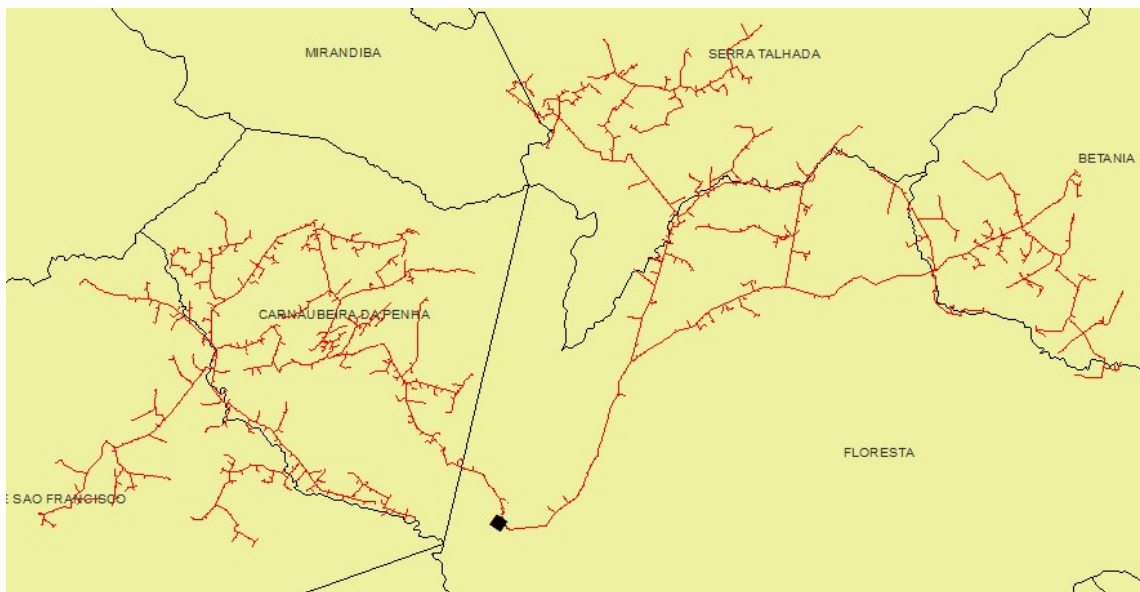 MIRANDIBA
SERRA TALHADA
BETANIA
CARNAUBEIRA DA PENHA
FLORESTA
E SAO FRANCISCO